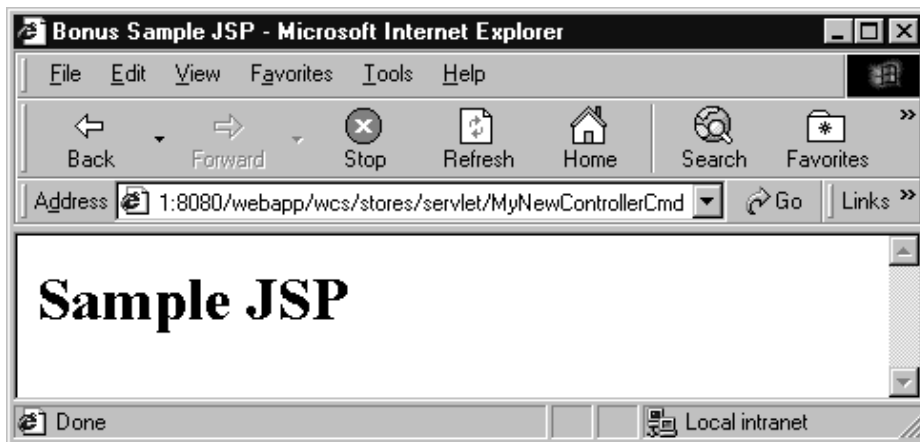 Bonus Sample JSP - Microsoft Internet Explorer
File Edit View Favorites Tools Help
Back Forward Stop Refresh Home Search Favorites »
Address 1:8080/webapp/wcs/stores/servlet/MyNewControllerCmd Go Links »
Sample JSP
Done Local intranet